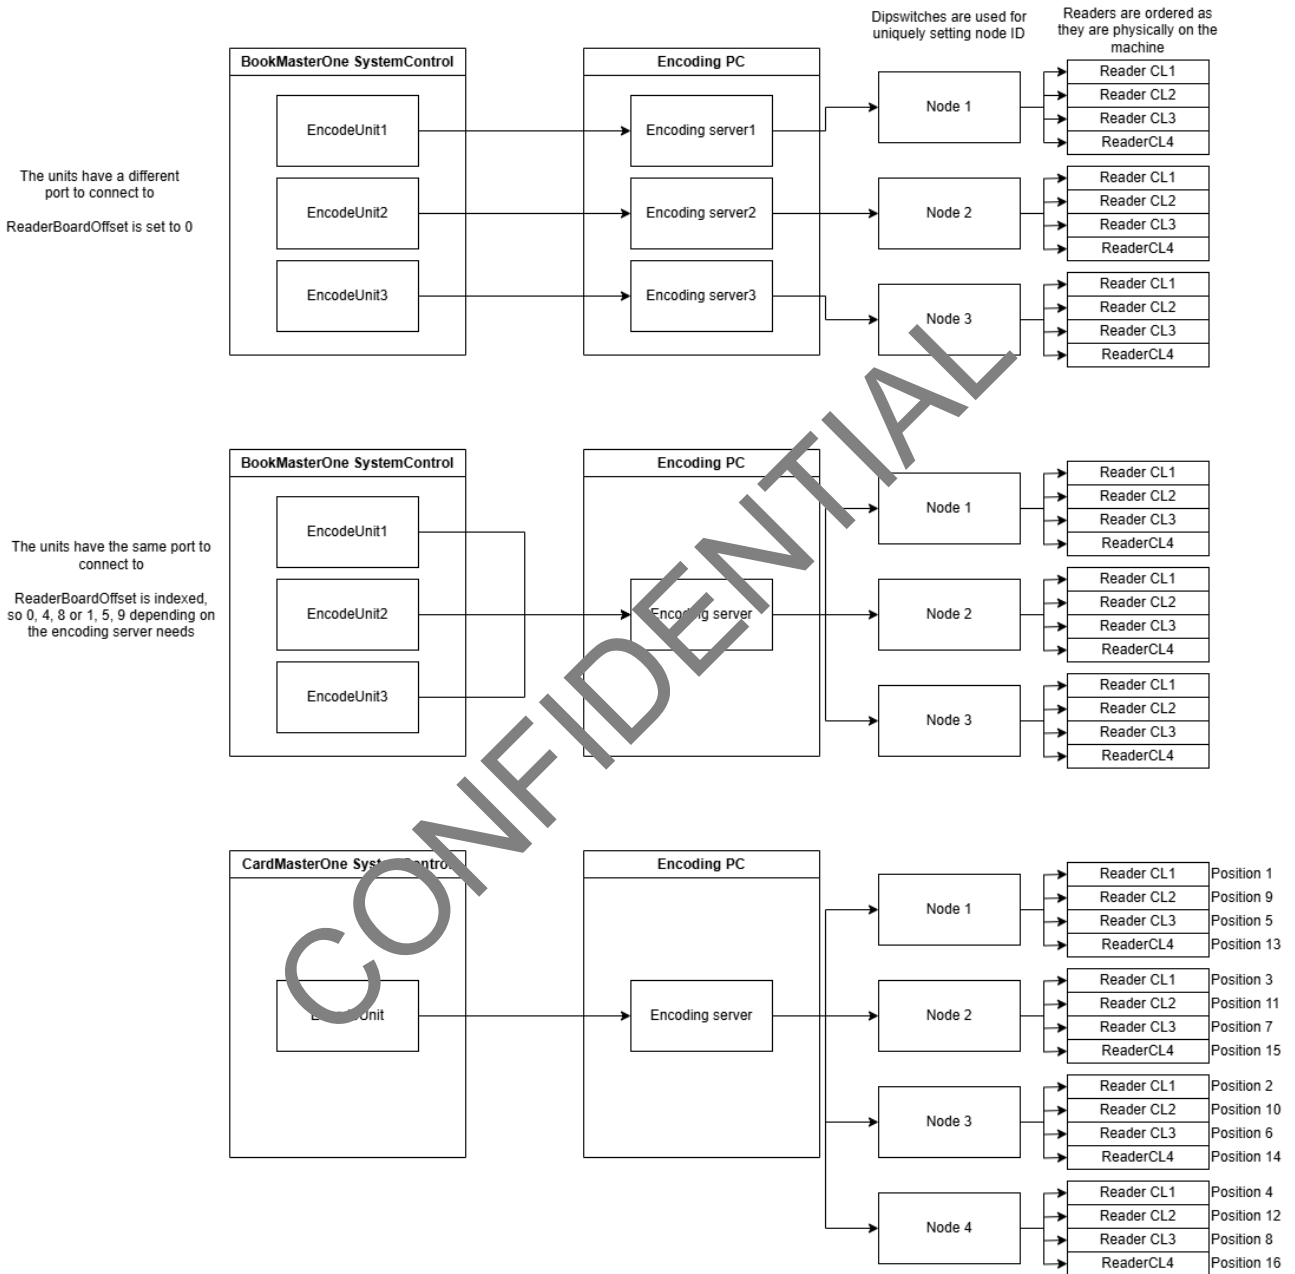 Dipswitches are used for
uniquely setting node ID
Readers are ordered as
they are physically on the
machine
BookMasterOne SystemControl
Encoding PC
EncodeUnit1
Encoding server1
Node 1
Reader CL1
Reader CL2
Reader CL3
ReaderCL4
The units have a different
port to connect to
ReaderBoardOffset is set to 0
EncodeUnit2
Encoding server2
Node 2
Reader CL1
Reader CL2
Reader CL3
ReaderCL4
EncodeUnit3
Encoding server3
Node 3
Reader CL1
Reader CL2
Reader CL3
ReaderCL4
BookMasterOne SystemControl
Encoding PC
EncodeUnit1
Node 1
Reader CL1
Reader CL2
Reader CL3
ReaderCL4
The units have the same port to
connect to
ReaderBoardOffset is indexed,
so 0, 4, 8 or 1, 5, 9 depending on
the encoding server needs
EncodeUnit2
Encoding server
Node 2
Reader CL1
Reader CL2
Reader CL3
ReaderCL4
EncodeUnit3
Node 3
Reader CL1
Reader CL2
Reader CL3
ReaderCL4
CONFIDENTIAL
CardMasterOne SystemControl
Encoding PC
EncodeUnit
Encoding server
Node 1
Reader CL1 Position 1
Reader CL2 Position 9
Reader CL3 Position 5
ReaderCL4 Position 13
Node 2
Reader CL1 Position 3
Reader CL2 Position 11
Reader CL3 Position 7
ReaderCL4 Position 15
Node 3
Reader CL1 Position 2
Reader CL2 Position 10
Reader CL3 Position 6
ReaderCL4 Position 14
Node 4
Reader CL1 Position 4
Reader CL2 Position 12
Reader CL3 Position 8
ReaderCL4 Position 16